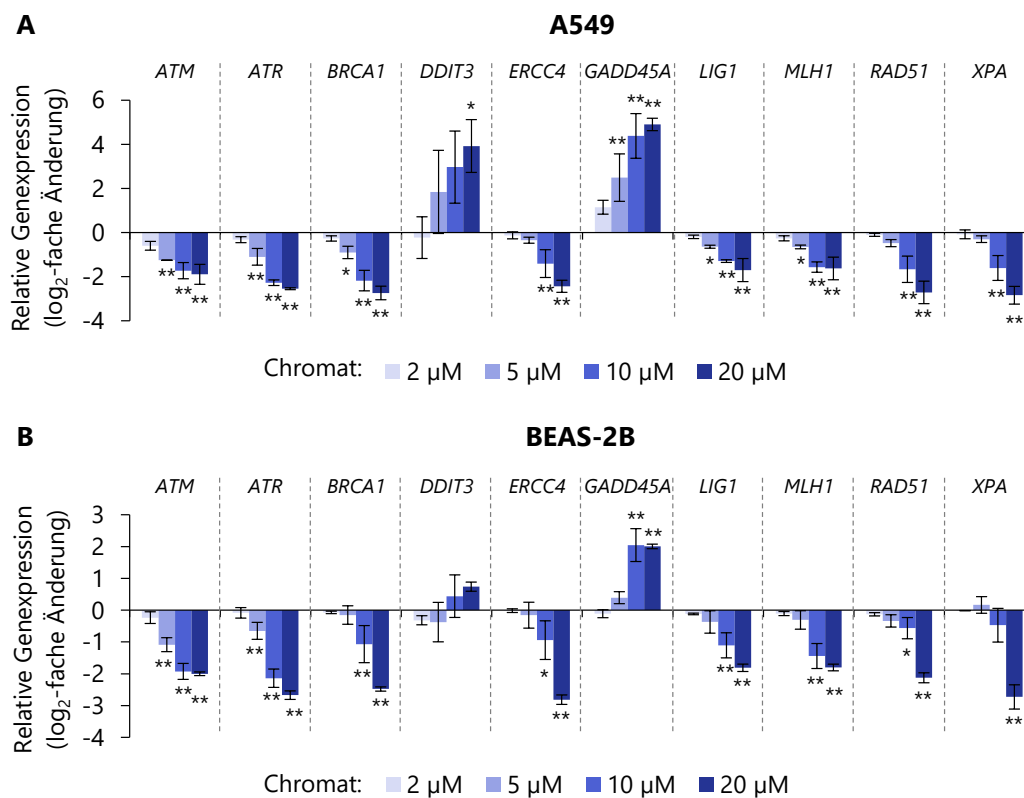 A
A549
ATM ATR BRCA1 DDIT3 ERCC4 GADD45A LIG1 MLH1 RAD51 XPA
Relative Genexpression
(log₂-fache Änderung)
6
4
2
0
-2
-4
* ** ** **
** ** ** ** ** ** * ** ** ** ** * ** ** * ** ** ** ** ** **
Chromat: 2 µM 5 µM 10 µM 20 µM
B
BEAS-2B
ATM ATR BRCA1 DDIT3 ERCC4 GADD45A LIG1 MLH1 RAD51 XPA
Relative Genexpression
(log₂-fache Änderung)
3
2
1
0
-1
-2
-3
-4
** **
** ** ** ** ** ** ** ** * ** ** ** ** ** * ** **
Chromat: 2 µM 5 µM 10 µM 20 µM